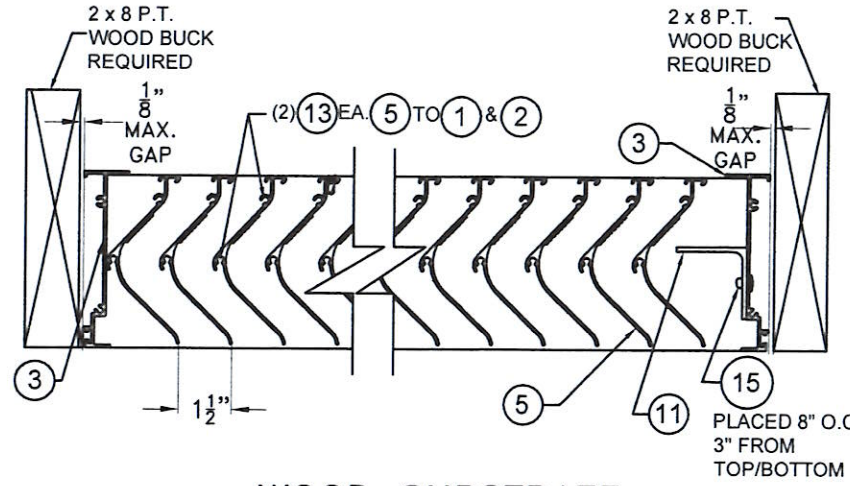 2 x 8 P.T.
WOOD BUCK
REQUIRED
1/8"
MAX.
GAP
(2) 13 EA. 5 TO 1 & 2
3
2 x 8 P.T.
WOOD BUCK
REQUIRED
1/8"
MAX.
GAP
3
1 1/2"
5
11
15
PLACED 8" O.C
3" FROM
TOP/BOTTOM